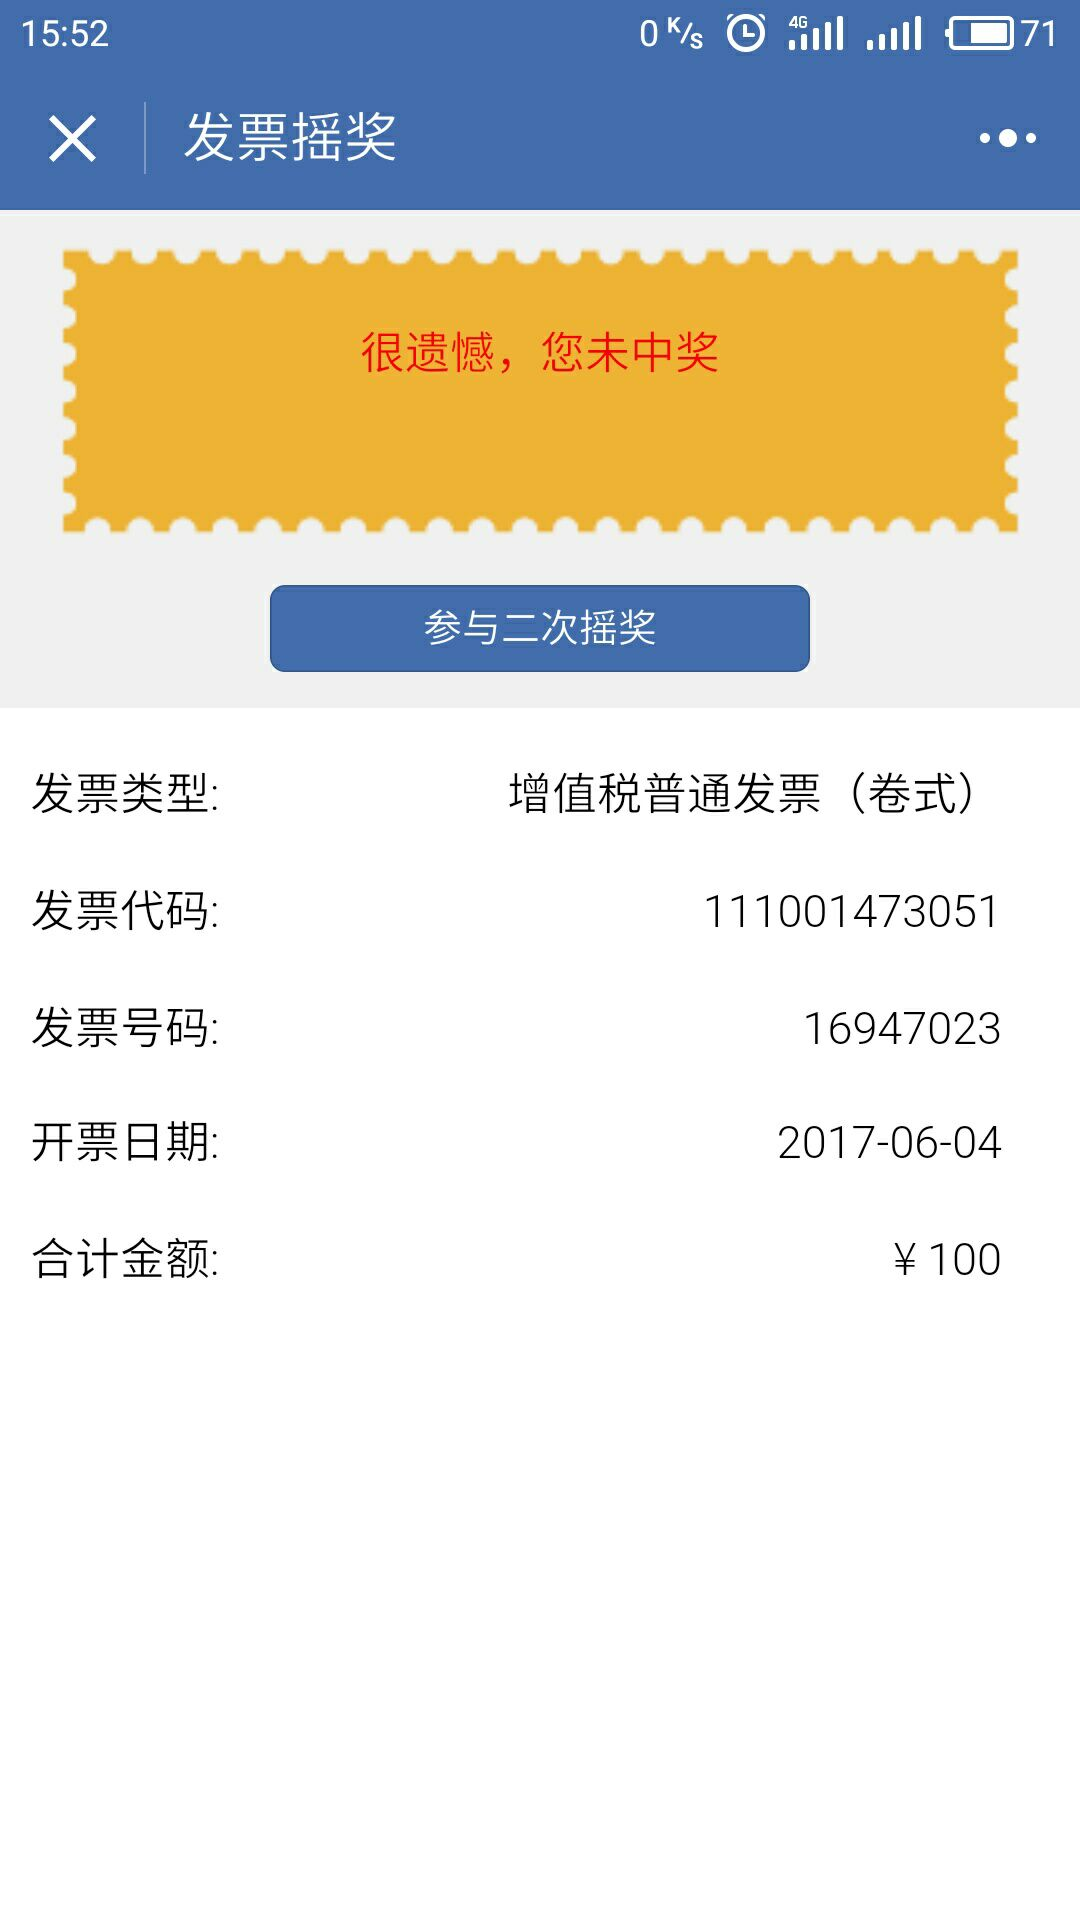 15:52 0 K/s 4G 71
发票摇奖
很遗憾，您未中奖
参与二次摇奖
发票类型: 增值税普通发票（卷式）
发票代码: 111001473051
发票号码: 16947023
开票日期: 2017-06-04
合计金额: ¥ 100